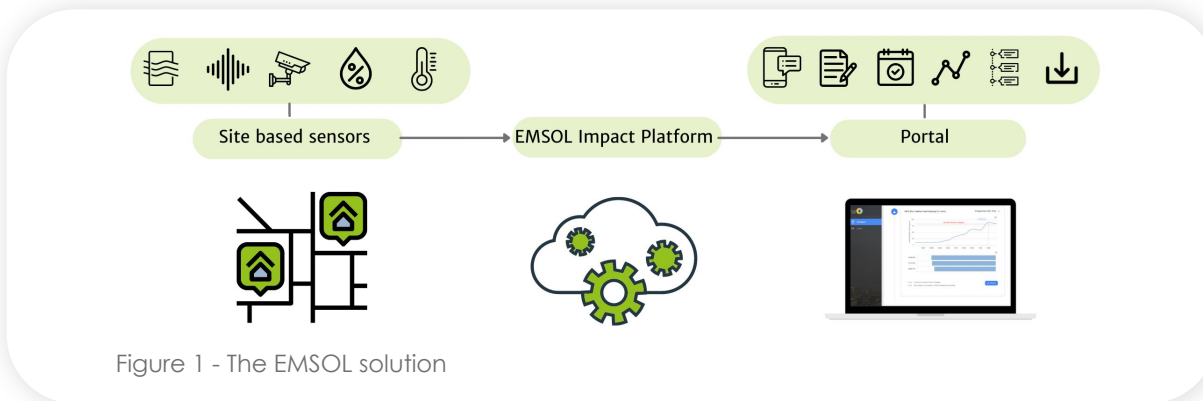 Site based sensors
EMSOL Impact Platform
Portal
Figure 1 - The EMSOL solution